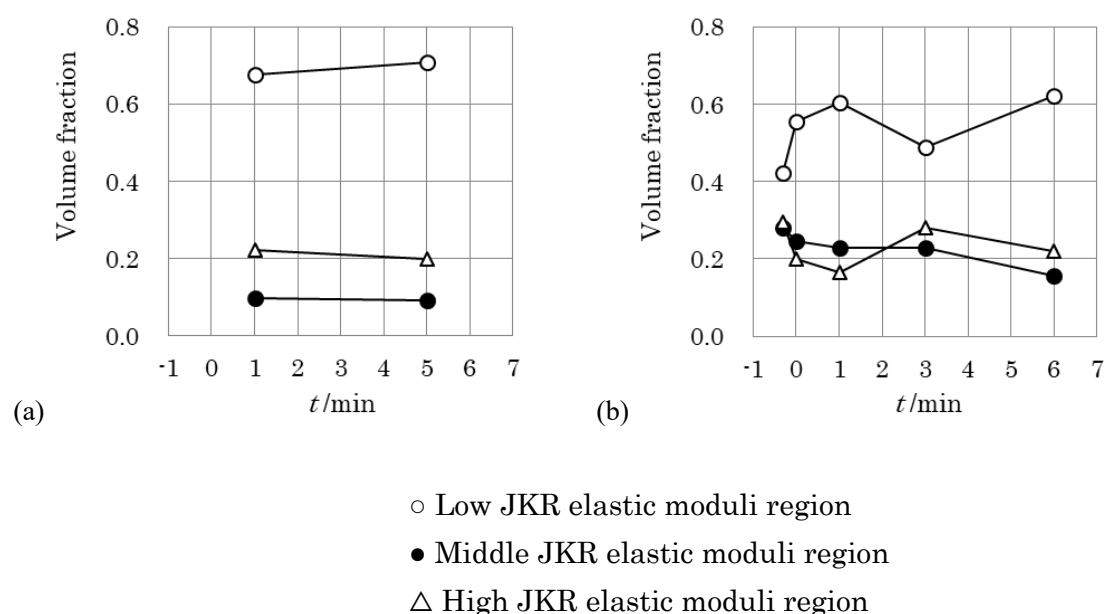 0.8
0.6
0.4
0.2
0.0
Volume fraction
-1 0 1 2 3 4 5 6 7
t/min
(a)
0.8
0.6
0.4
0.2
0.0
Volume fraction
-1 0 1 2 3 4 5 6 7
t/min
(b)
○ Low JKR elastic moduli region
● Middle JKR elastic moduli region
△ High JKR elastic moduli region